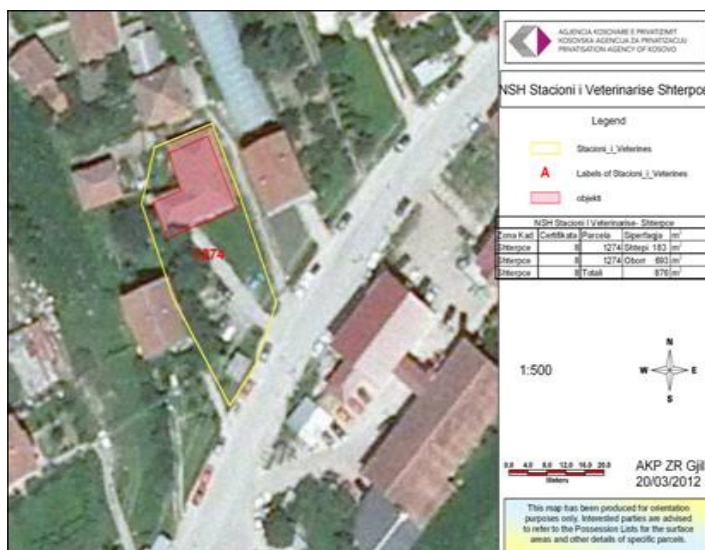 AGJENCIA KOSOVARE E PRIVATIZIMIT
KOSOVSKA AGENCIJA ZA PRIVATIZACIJU
PRIVATISATION AGENCY OF KOSOVO
NSH Stacioni i Veterinarise Shterpce
Legend
Stacioni_i_Veterines
A Labels of Stacioni_i_Veterines
objekti
NSH Stacioni i Veterinarise- Shterpce
Zona Kad Certifikata Parcela Siperfaqja m²
Shterpce 8 1274 Shtepi 183 m²
Shterpce 8 1274 Oborr 693 m²
Shterpce 8 Totali 876 m²
1274
N
W E
S
1:500
0.0 4.0 8.0 12.0 16.0 20.0
Meters
AKP ZR Gjil
20/03/2012
This map has been produced for orientation
purposes only. Interested parties are advised
to refer to the Possession Lists for the surface
areas and other details of specific parcels.